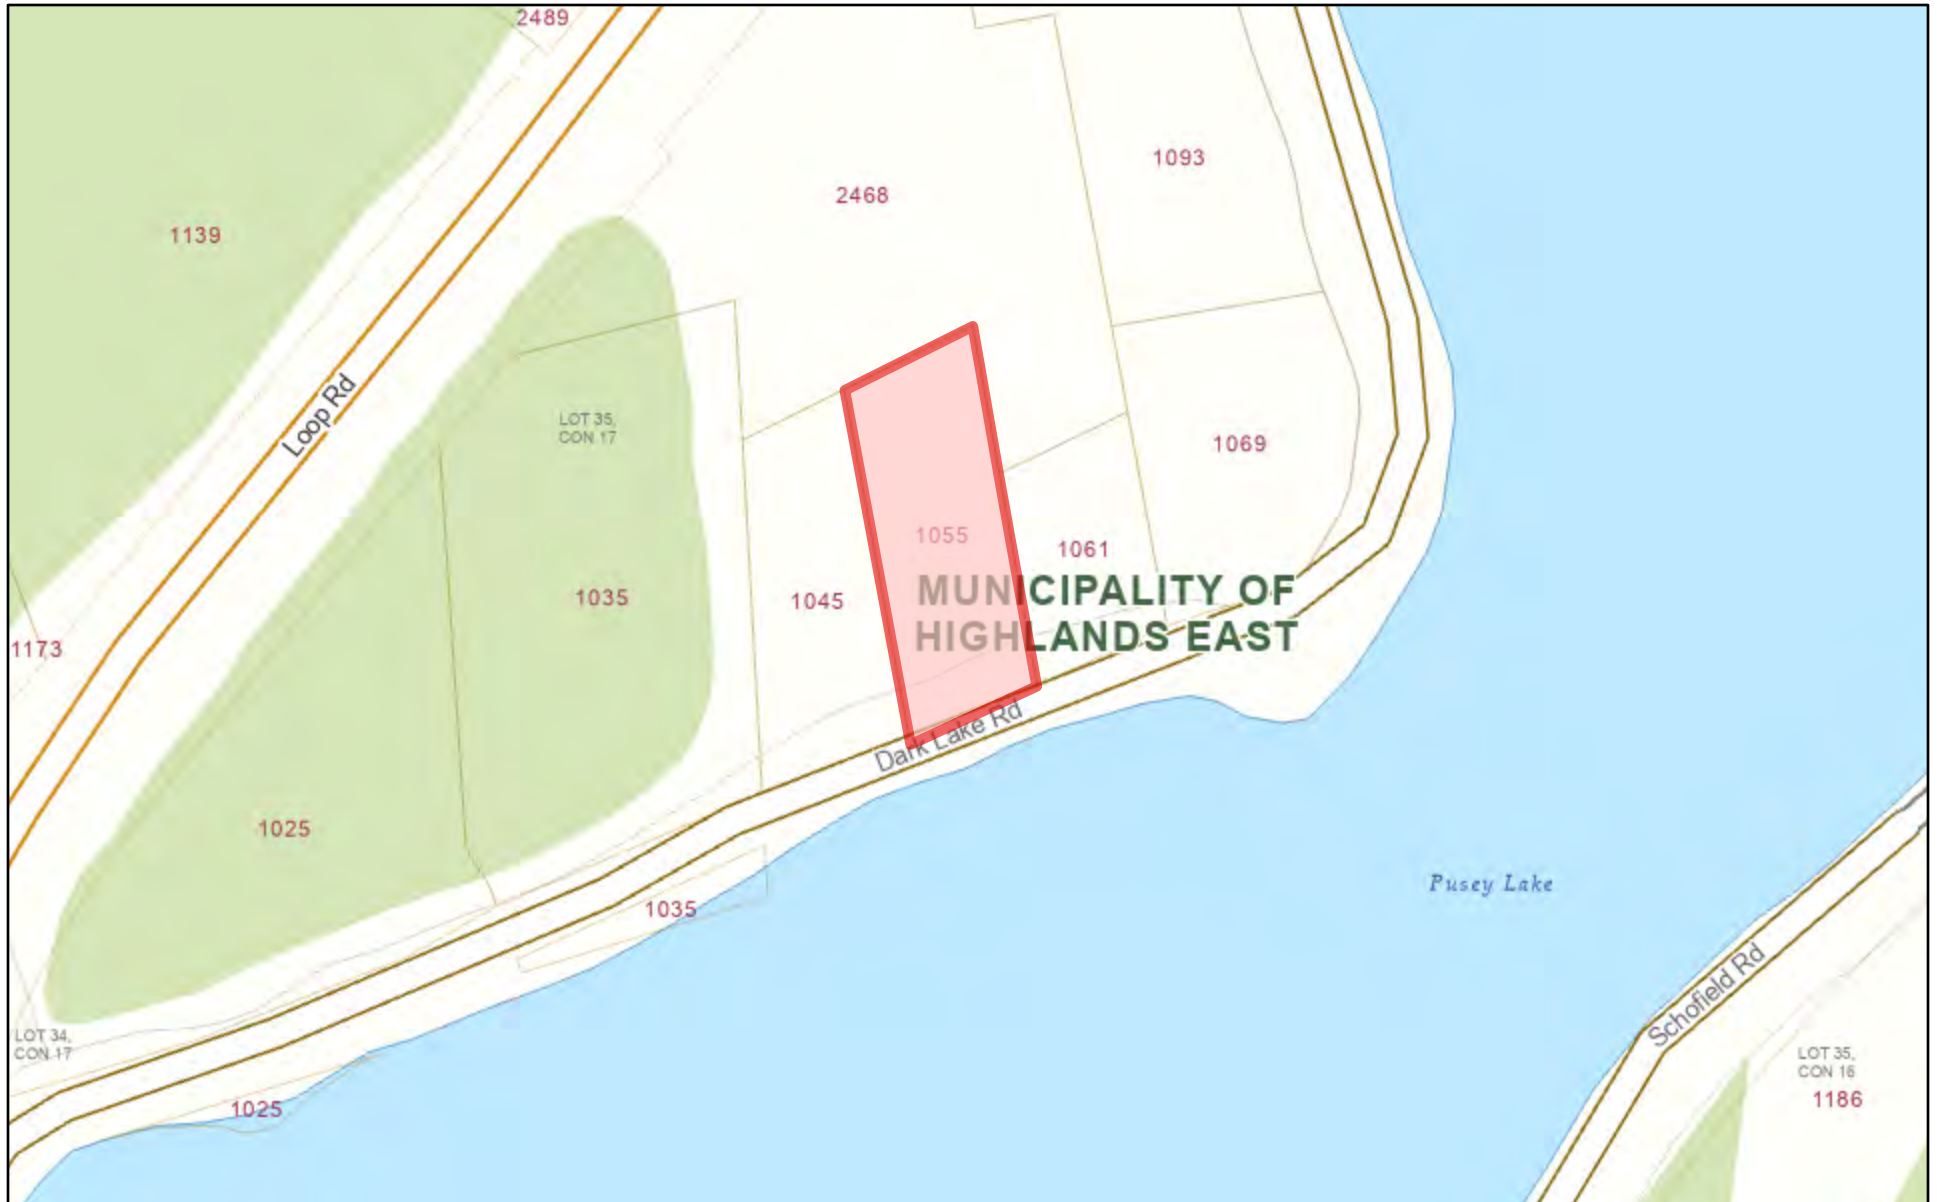 2489
1093
2468
1139
Loop Rd
LOT 35,
CON 17
1069
1055
1061
MUNICIPALITY OF
HIGHLANDS EAST
1035
1045
1173
Dark Lake Rd
1025
Pusey Lake
1035
Schofield Rd
LOT 34,
CON 17
LOT 35,
CON 16
1186
1025